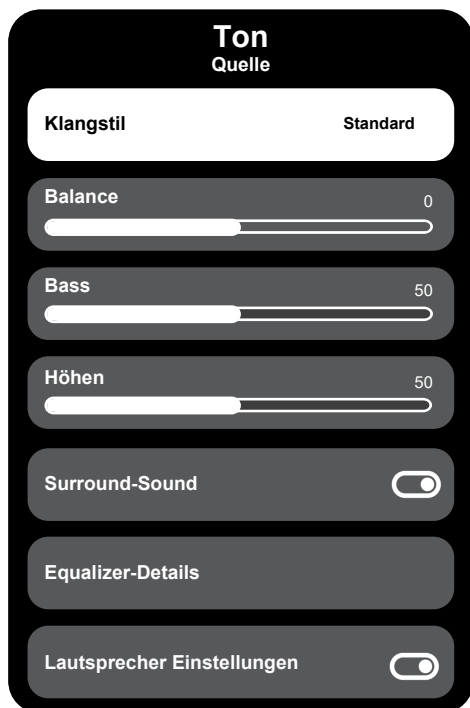 Ton
Quelle
Klangstil Standard
Balance 0
Bass 50
Höhen 50
Surround-Sound
Equalizer-Details
Lautsprecher Einstellungen